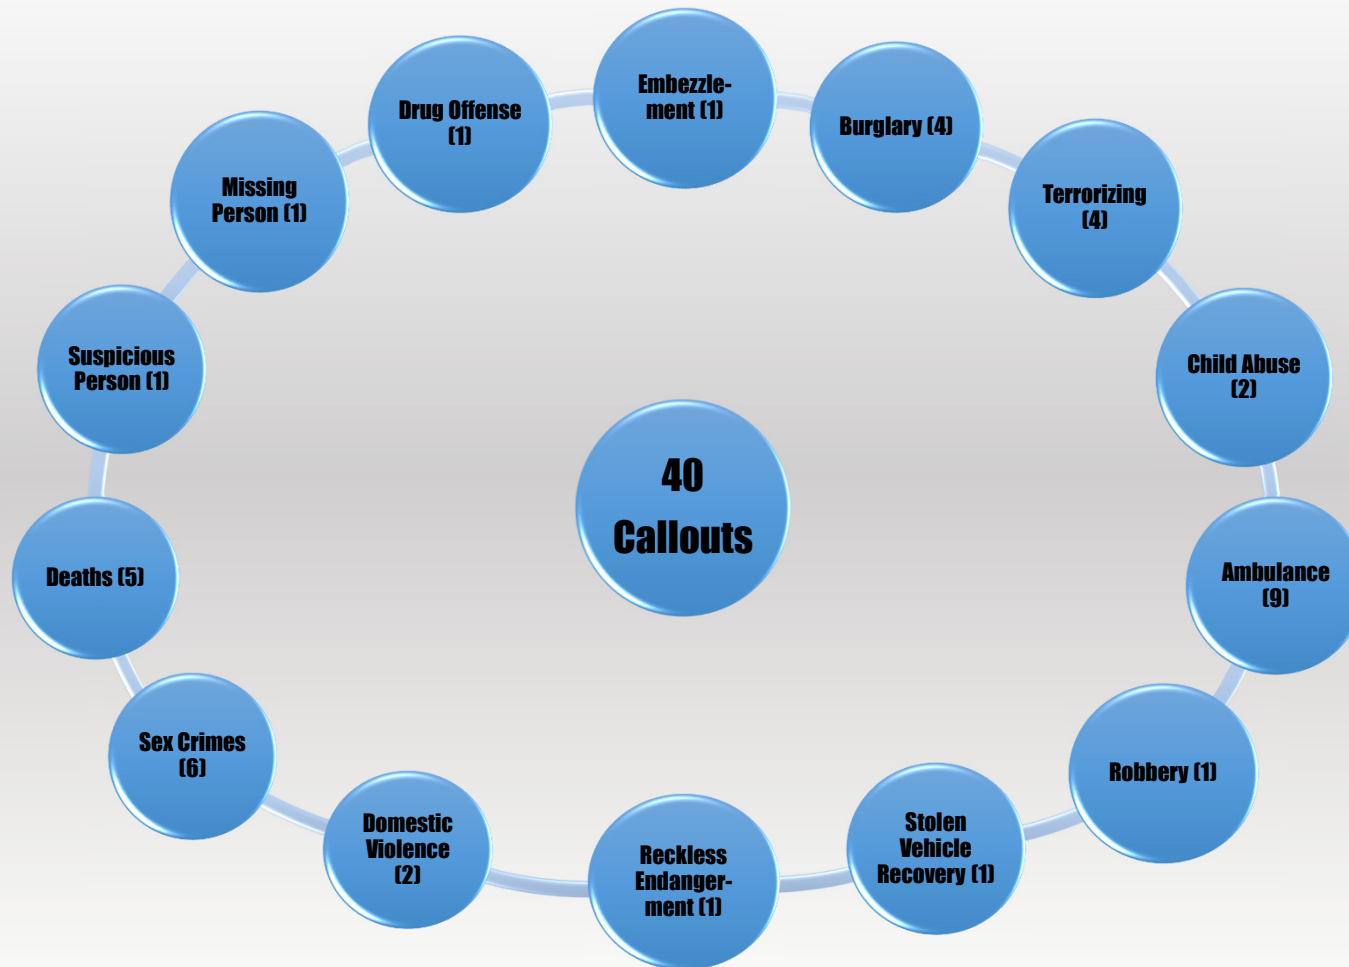 Embezzle-
ment (1)
Burglary (4)
Terrorizing
(4)
Child Abuse
(2)
Ambulance
(9)
Robbery (1)
Stolen
Vehicle
Recovery (1)
Reckless
Endanger-
ment (1)
Domestic
Violence
(2)
Sex Crimes
(6)
Deaths (5)
Suspicious
Person (1)
Missing
Person (1)
Drug Offense
(1)
40
Callouts